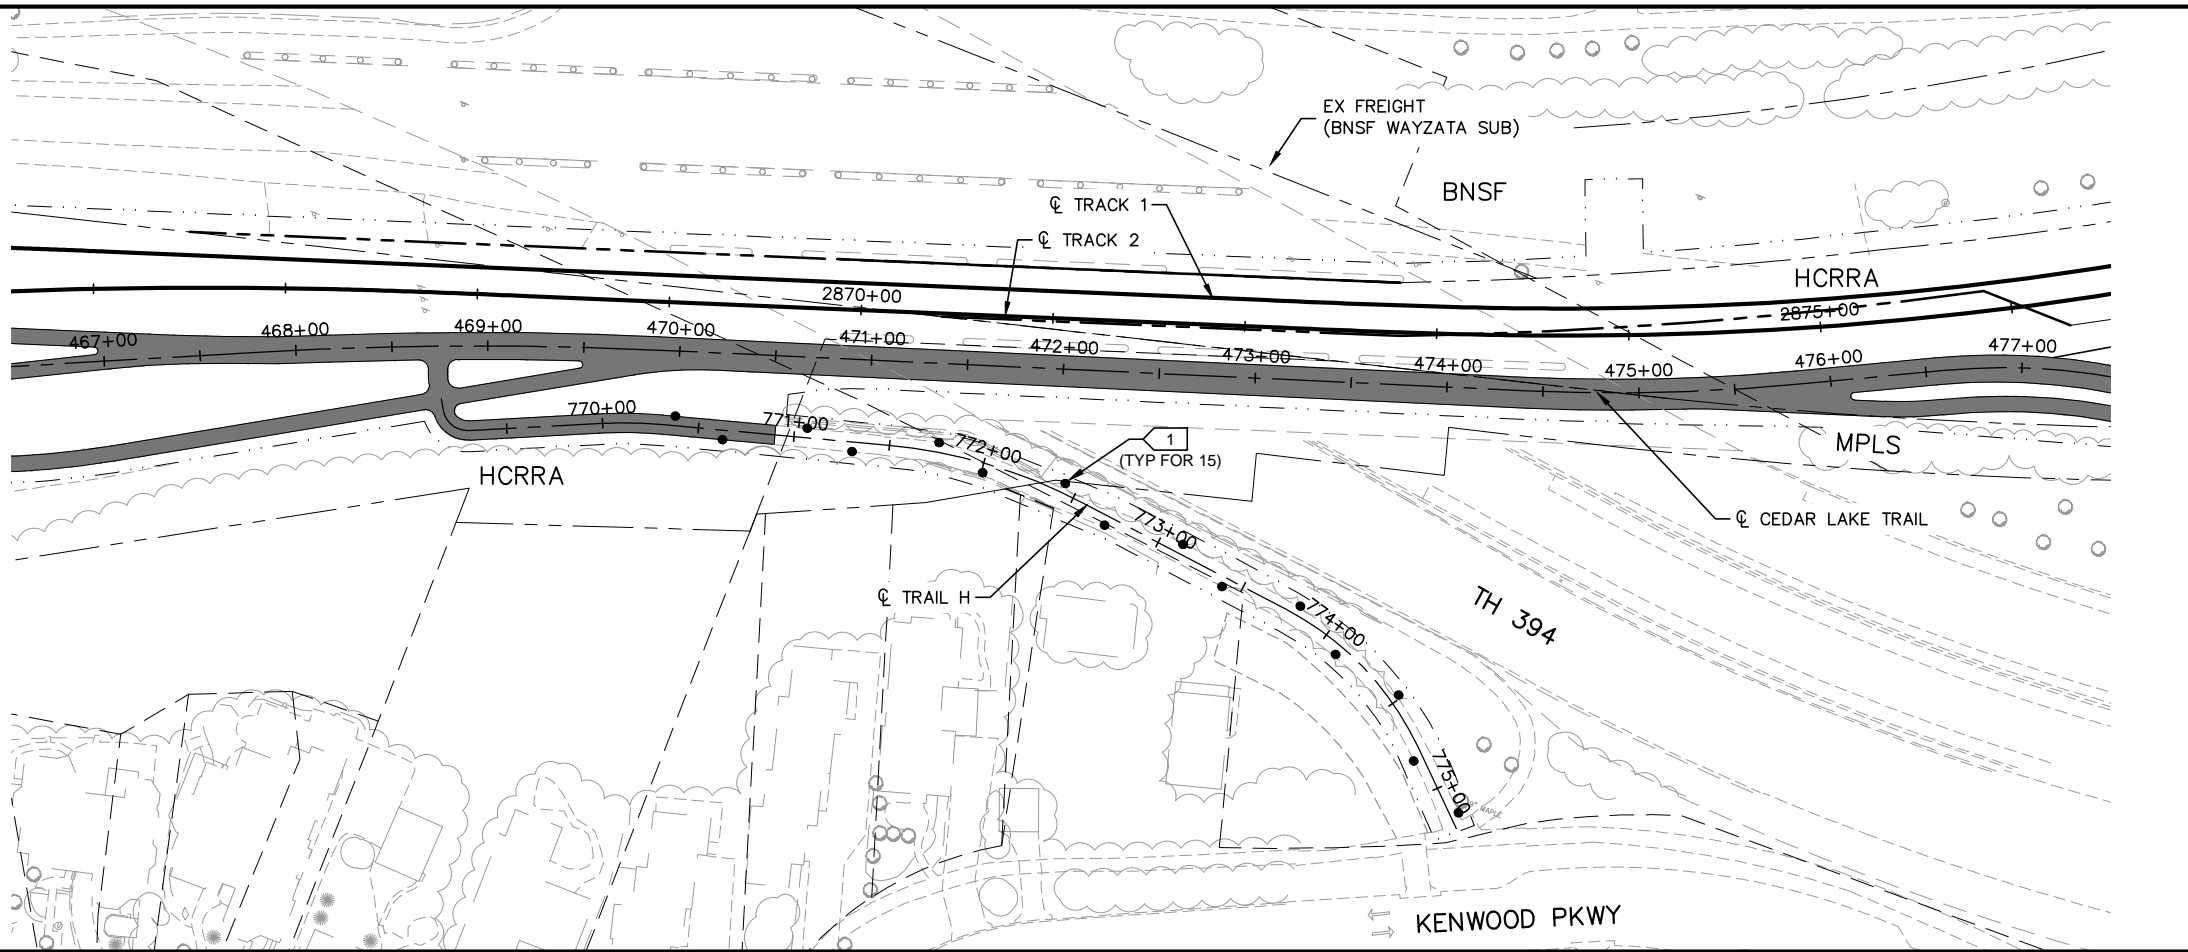 EX FREIGHT
(BNSF WAYZATA SUB)
BNSF
℄ TRACK 1
℄ TRACK 2
HCRRA
2870+00
2875+00
467+00
468+00
469+00
470+00
471+00
472+00
473+00
474+00
475+00
476+00
477+00
770+00
771+00
772+00
1
(TYP FOR 15)
MPLS
HCRRA
℄ CEDAR LAKE TRAIL
773+00
℄ TRAIL H
774+00
TH 394
775+00
MAPLE
KENWOOD PKWY